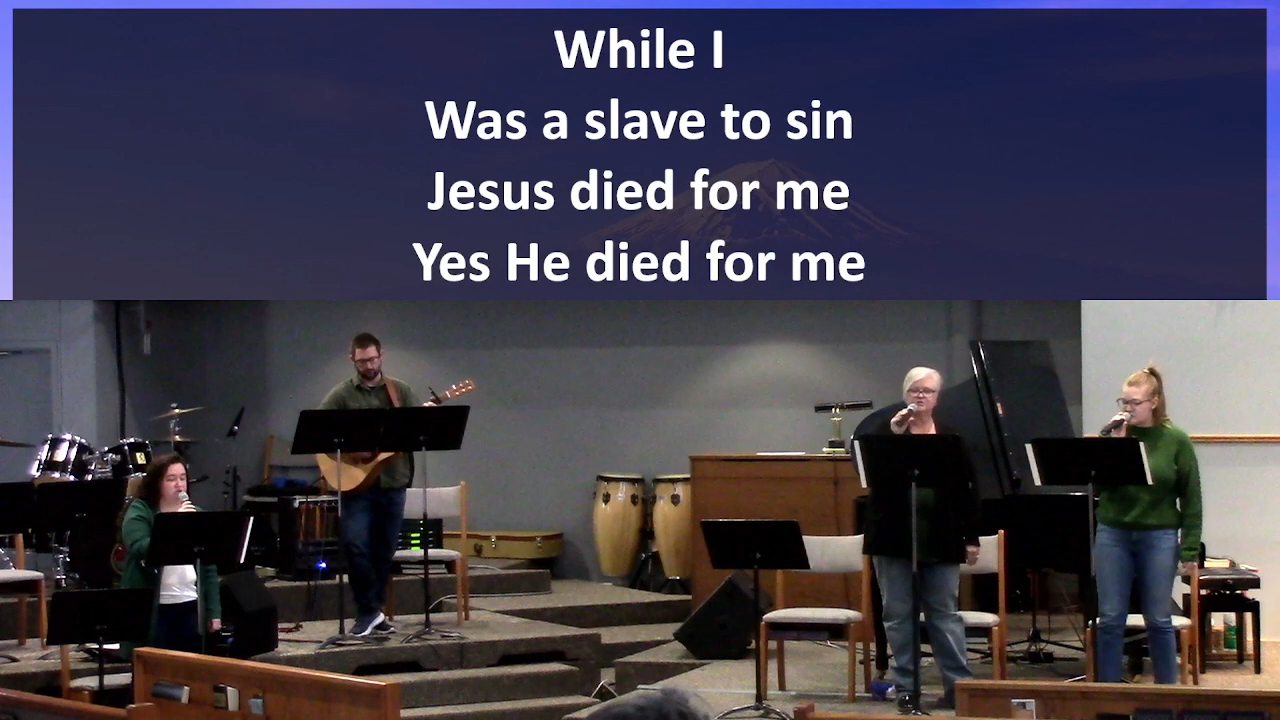 While I
Was a slave to sin
Jesus died for me
Yes He died for me